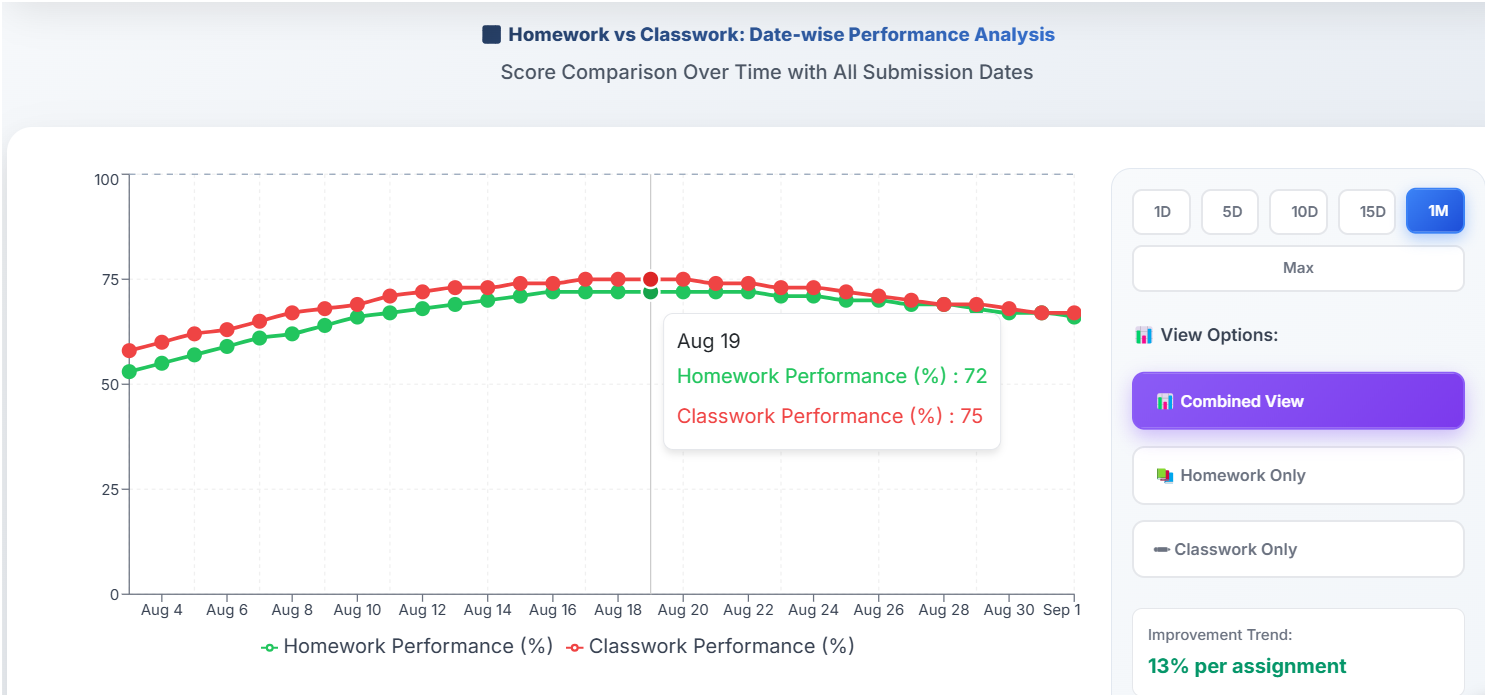 Homework vs Classwork: Date-wise Performance Analysis
Score Comparison Over Time with All Submission Dates
100
75
50
25
0
Aug 4 Aug 6 Aug 8 Aug 10 Aug 12 Aug 14 Aug 16 Aug 18 Aug 20 Aug 22 Aug 24 Aug 26 Aug 28 Aug 30 Sep 1
Aug 19
Homework Performance (%) : 72
Classwork Performance (%) : 75
Homework Performance (%) Classwork Performance (%)
1D 5D 10D 15D 1M
Max
View Options:
Combined View
Homework Only
Classwork Only
Improvement Trend:
13% per assignment